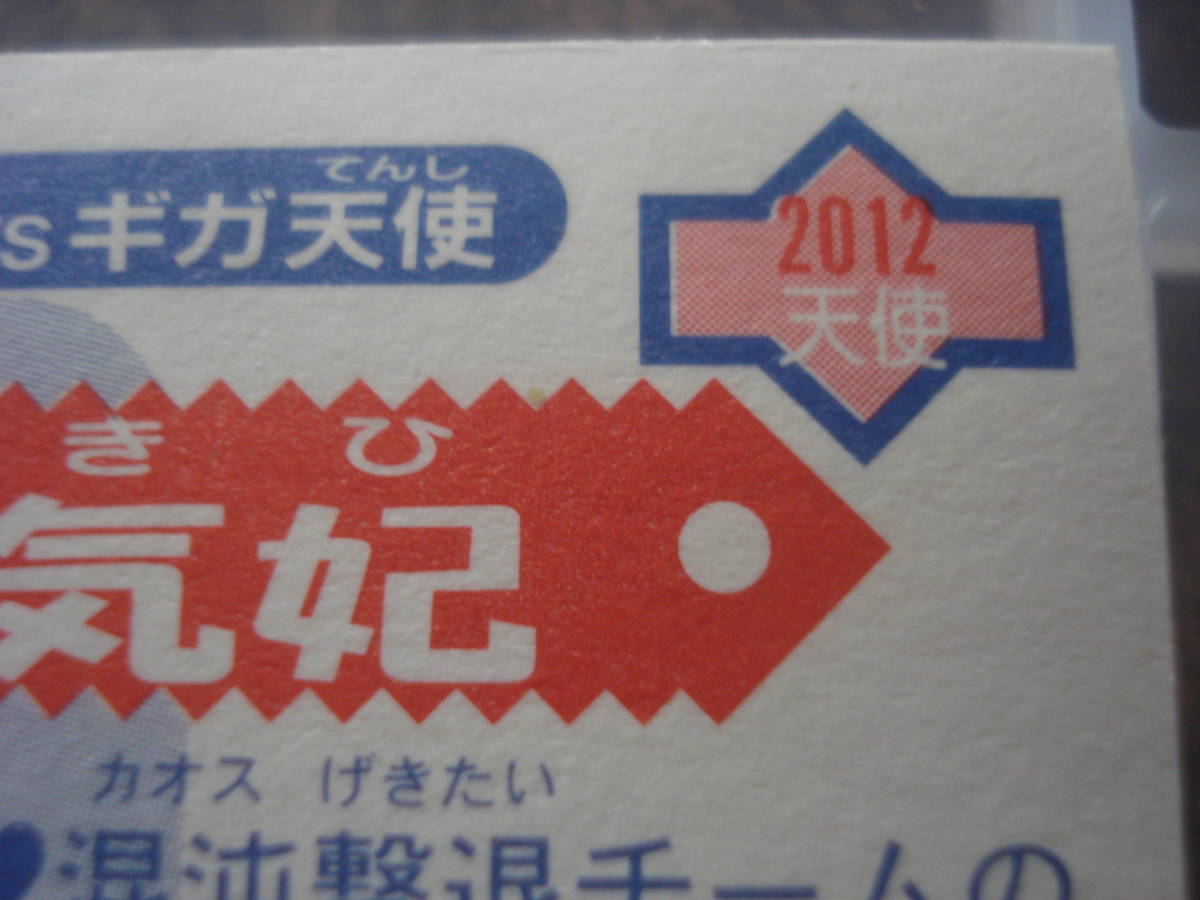 てんし
vsギガ天使
2012
天使
きひ
気妃
カオス げきたい
混沌撃退チームの